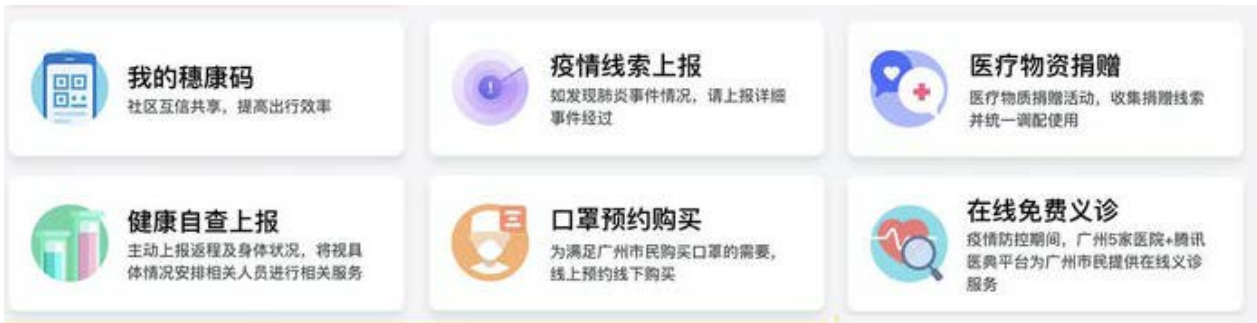 我的穗康码
社区互信共享，提高出行效率
疫情线索上报
如发现肺炎事件情况，请上报详细
事件经过
医疗物资捐赠
医疗物质捐赠活动，收集捐赠线索
并统一调配使用
健康自查上报
主动上报返程及身体状况，将视具
体情况安排相关人员进行相关服务
口罩预约购买
为满足广州市民购买口罩的需要，
线上预约线下购买
在线免费义诊
疫情防控期间，广州5家医院+腾讯
医典平台为广州市民提供在线义诊
服务